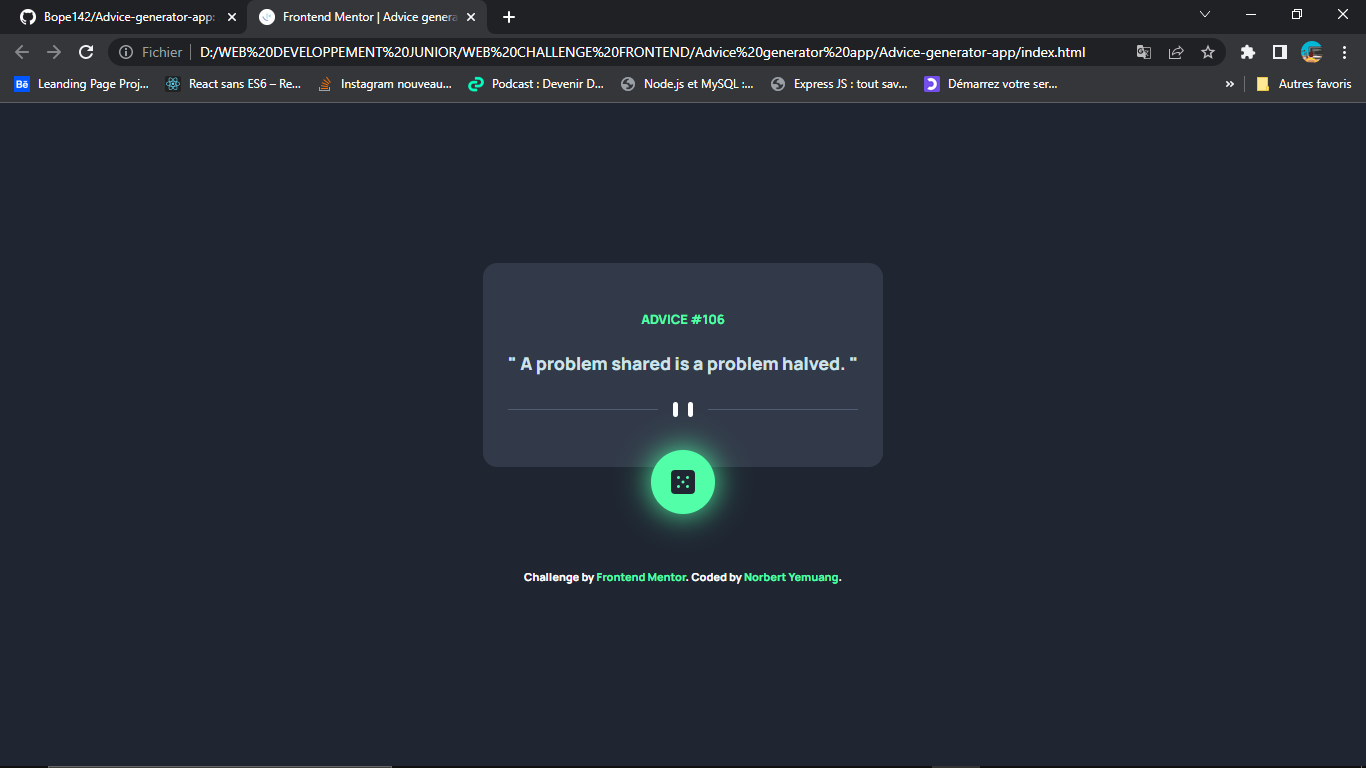 Bope142/Advice-generator-app:
Frontend Mentor | Advice genera
Fichier
D:/WEB%20DEVELOPPEMENT%20JUNIOR/WEB%20CHALLENGE%20FRONTEND/Advice%20generator%20app/Advice-generator-app/index.html
Bē Leanding Page Proj...
React sans ES6 – Re...
Instagram nouveau...
Podcast : Devenir D...
Node.js et MySQL :...
Express JS : tout sav...
Démarrez votre ser...
»
Autres favoris
ADVICE #106
" A problem shared is a problem halved. "
Challenge by Frontend Mentor. Coded by Norbert Yemuang.